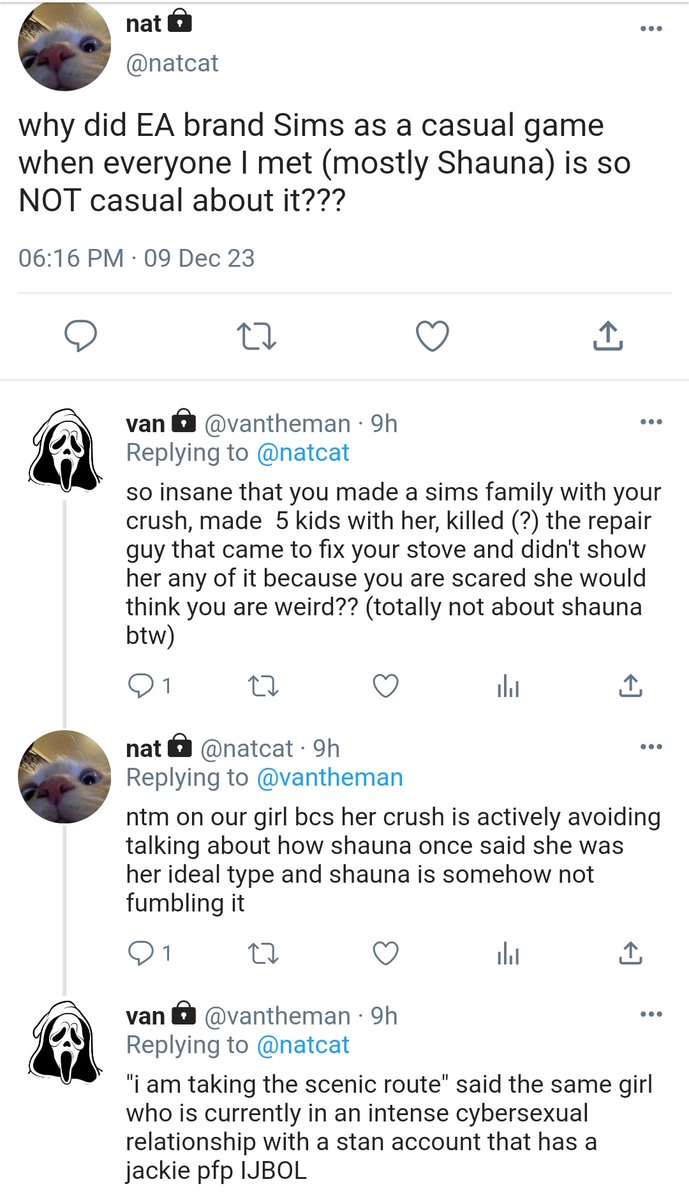 nat
@natcat
why did EA brand Sims as a casual game
when everyone I met (mostly Shauna) is so
NOT casual about it???
06:16 PM · 09 Dec 23
van @vantheman · 9h
Replying to @natcat
so insane that you made a sims family with your
crush, made  5 kids with her, killed (?) the repair
guy that came to fix your stove and didn't show
her any of it because you are scared she would
think you are weird?? (totally not about shauna
btw)
1
nat @natcat · 9h
Replying to @vantheman
ntm on our girl bcs her crush is actively avoiding
talking about how shauna once said she was
her ideal type and shauna is somehow not
fumbling it
1
van @vantheman · 9h
Replying to @natcat
"i am taking the scenic route" said the same girl
who is currently in an intense cybersexual
relationship with a stan account that has a
jackie pfp IJBOL